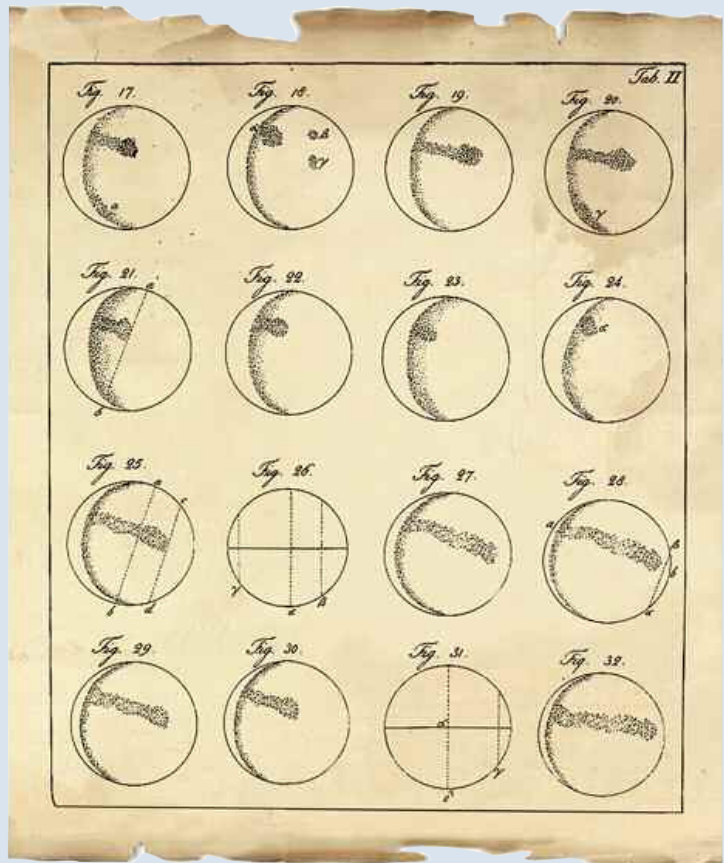 Tab. II
Fig. 17. Fig. 18. Fig. 19. Fig. 20.
α β
γ
a γ
Fig. 21. Fig. 22. Fig. 23. Fig. 24.
a
α
b
Fig. 25. Fig. 26. Fig. 27. Fig. 28.
a c
a β
b
γ
b d β
Fig. 29. Fig. 30. Fig. 31. Fig. 32.
γ